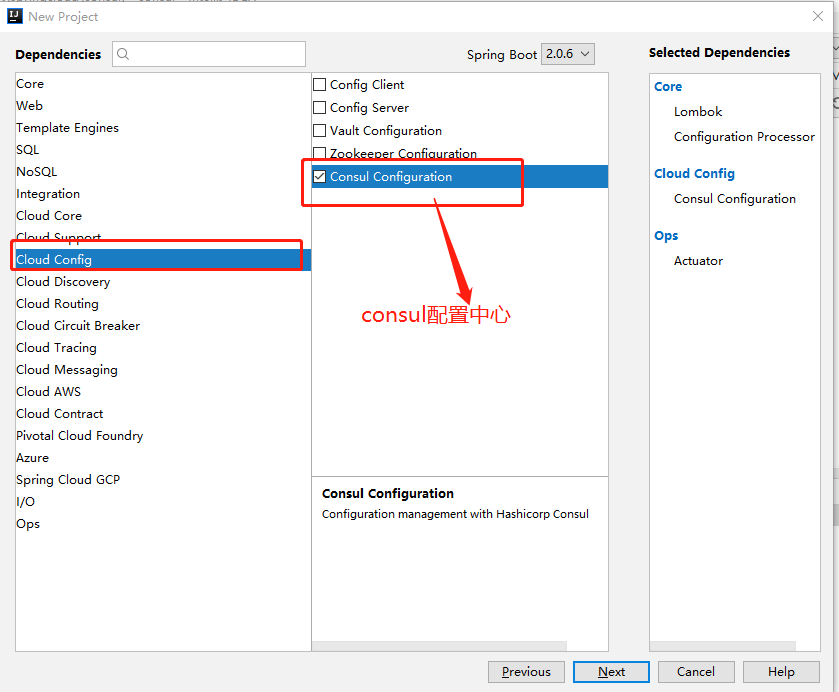 New Project
Dependencies
Spring Boot 2.0.6
Selected Dependencies
Core
Web
Template Engines
SQL
NoSQL
Integration
Cloud Core
Cloud Support
Cloud Config
Cloud Discovery
Cloud Routing
Cloud Circuit Breaker
Cloud Tracing
Cloud Messaging
Cloud AWS
Cloud Contract
Pivotal Cloud Foundry
Azure
Spring Cloud GCP
I/O
Ops
Config Client
Config Server
Vault Configuration
Zookeeper Configuration
Consul Configuration
consul配置中心
Consul Configuration
Configuration management with Hashicorp Consul
Core
Lombok
Configuration Processor
Cloud Config
Consul Configuration
Ops
Actuator
Previous
Next
Cancel
Help